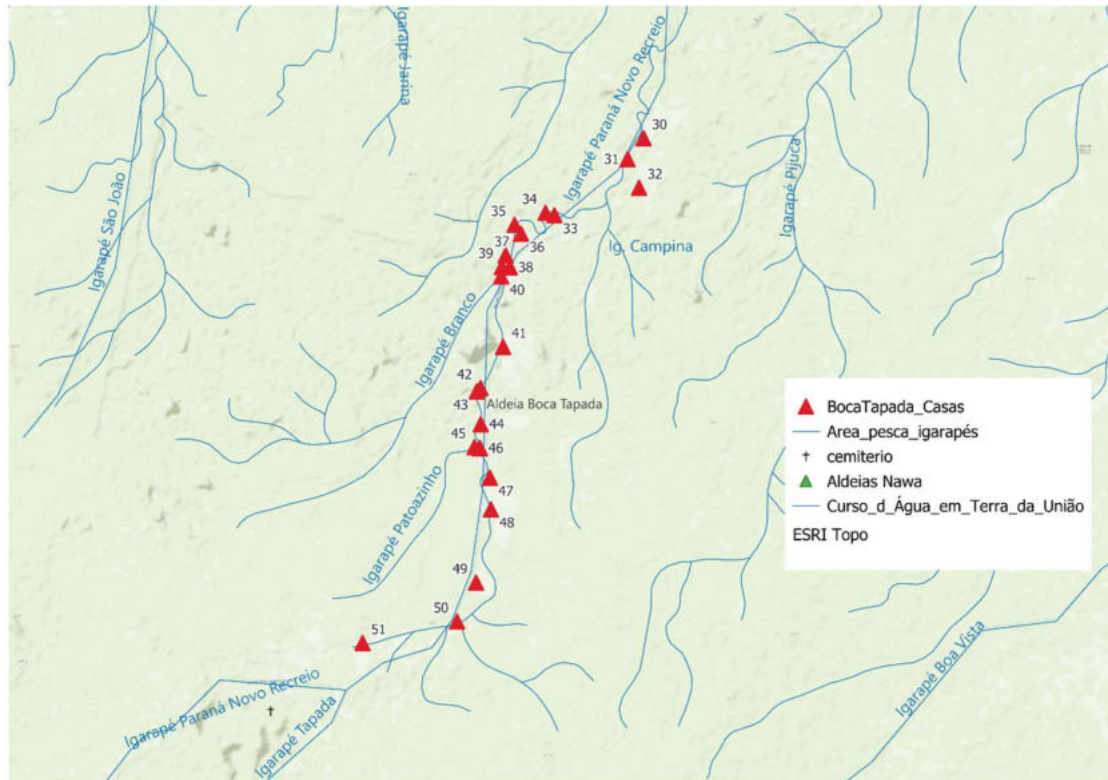 Igarapé Jarina
Igarapé Paraná Novo Recreio
30
31
32
Igarapé Pijuca
Igarapé São João
34
33
35
36
37
39
38
40
Ig. Campina
Igarapé Branco
41
42
43
Aldeia Boca Tapada
44
45
46
47
48
Igarapé Patoazinho
49
50
51
Igarapé Paraná Novo Recreio
Igarapé Tapada
Igarapé Boa Vista
BocaTapada_Casas
Area_pesca_igarapés
cemiterio
Aldeias Nawa
Curso_d_Água_em_Terra_da_União
ESRI Topo